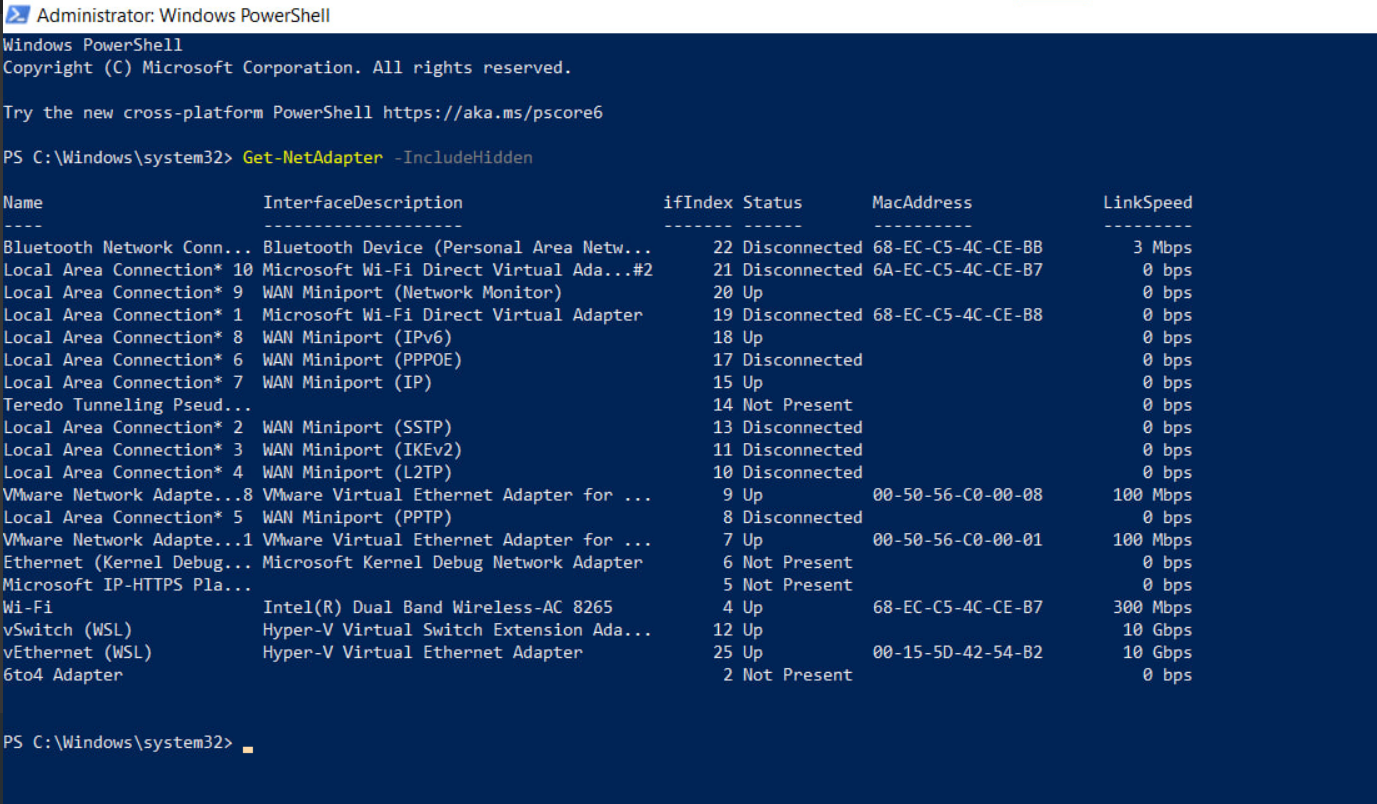 Administrator: Windows PowerShell
Windows PowerShell
Copyright (C) Microsoft Corporation. All rights reserved.
Try the new cross-platform PowerShell https://aka.ms/pscore6
PS C:\Windows\system32> Get-NetAdapter -IncludeHidden
Name InterfaceDescription ifIndex Status MacAddress LinkSpeed
---- -------------------- ------- ------ ---------- ---------
Bluetooth Network Conn... Bluetooth Device (Personal Area Netw... 22 Disconnected 68-EC-C5-4C-CE-BB 3 Mbps
Local Area Connection* 10 Microsoft Wi-Fi Direct Virtual Ada...#2 21 Disconnected 6A-EC-C5-4C-CE-B7 0 bps
Local Area Connection* 9 WAN Miniport (Network Monitor) 20 Up 0 bps
Local Area Connection* 1 Microsoft Wi-Fi Direct Virtual Adapter 19 Disconnected 68-EC-C5-4C-CE-B8 0 bps
Local Area Connection* 8 WAN Miniport (IPv6) 18 Up 0 bps
Local Area Connection* 6 WAN Miniport (PPPOE) 17 Disconnected 0 bps
Local Area Connection* 7 WAN Miniport (IP) 15 Up 0 bps
Teredo Tunneling Pseud... 14 Not Present 0 bps
Local Area Connection* 2 WAN Miniport (SSTP) 13 Disconnected 0 bps
Local Area Connection* 3 WAN Miniport (IKEv2) 11 Disconnected 0 bps
Local Area Connection* 4 WAN Miniport (L2TP) 10 Disconnected 0 bps
VMware Network Adapte...8 VMware Virtual Ethernet Adapter for ... 9 Up 00-50-56-C0-00-08 100 Mbps
Local Area Connection* 5 WAN Miniport (PPTP) 8 Disconnected 0 bps
VMware Network Adapte...1 VMware Virtual Ethernet Adapter for ... 7 Up 00-50-56-C0-00-01 100 Mbps
Ethernet (Kernel Debug... Microsoft Kernel Debug Network Adapter 6 Not Present 0 bps
Microsoft IP-HTTPS Pla... 5 Not Present 0 bps
Wi-Fi Intel(R) Dual Band Wireless-AC 8265 4 Up 68-EC-C5-4C-CE-B7 300 Mbps
vSwitch (WSL) Hyper-V Virtual Switch Extension Ada... 12 Up 10 Gbps
vEthernet (WSL) Hyper-V Virtual Ethernet Adapter 25 Up 00-15-5D-42-54-B2 10 Gbps
6to4 Adapter 2 Not Present 0 bps
PS C:\Windows\system32>